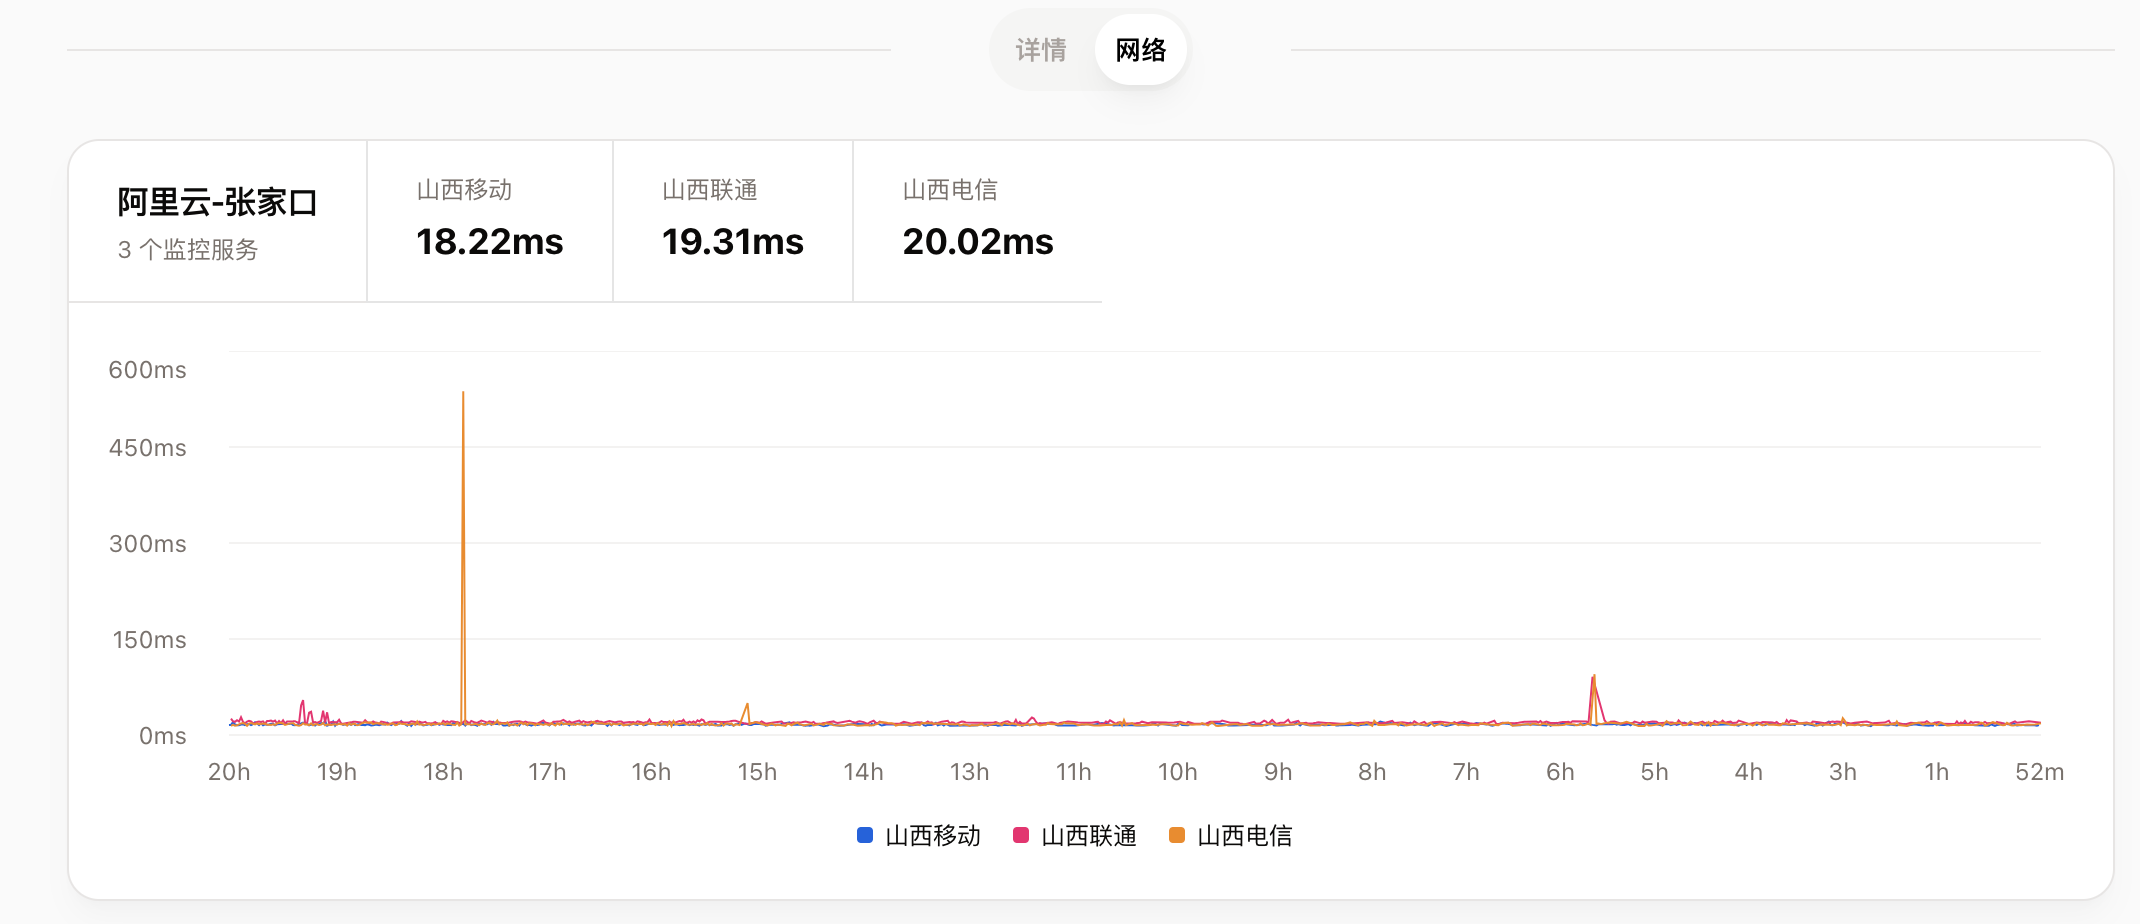 详情 网络
阿里云-张家口
3 个监控服务
山西移动
18.22ms
山西联通
19.31ms
山西电信
20.02ms
600ms
450ms
300ms
150ms
0ms
20h 19h 18h 17h 16h 15h 14h 13h 11h 10h 9h 8h 7h 6h 5h 4h 3h 1h 52m
山西移动 山西联通 山西电信